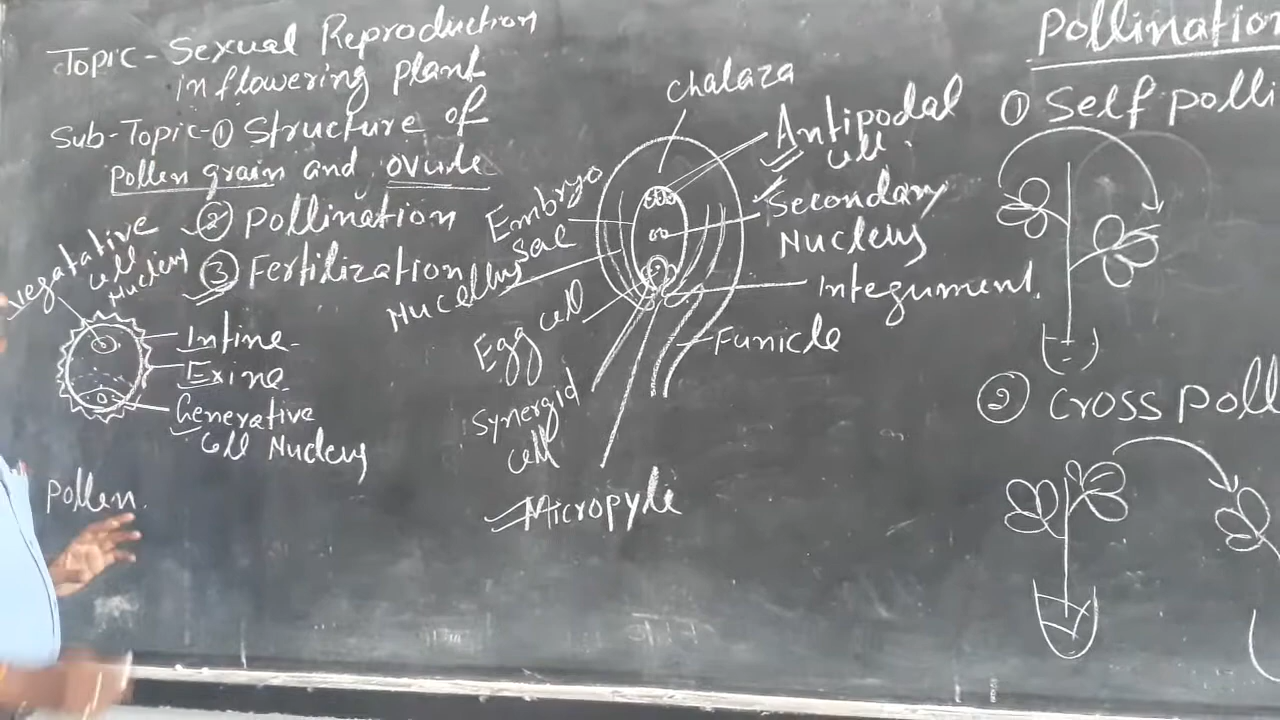 Topic - Sexual Reproduction
in flowering plant
Sub-Topic-① Structure of
pollen grain and ovule
② Pollination
③ Fertilization
Vegatative
Cell
Nucleus
Intine
Exine
Generative
Cell Nucleus
Pollen
Chalaza
Antipodal
Cell
Secondary
Nucleus
Embryo
Sac
Nucellus
Integument
Egg cell
Funicle
Synergid
Cell
Micropyle
Pollination
① Self polli
② Cross poll